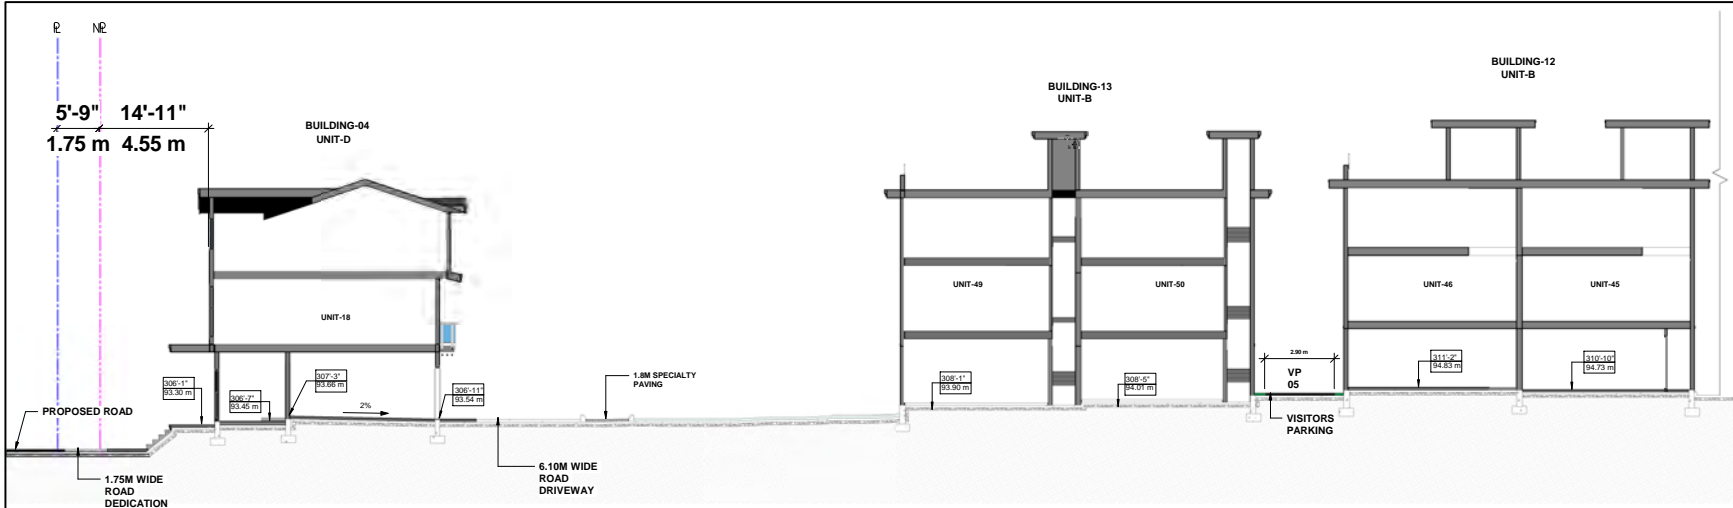 PL NPL
5'-9" 14'-11"
1.75 m 4.55 m
BUILDING-04
UNIT-D
BUILDING-13
UNIT-B
BUILDING-12
UNIT-B
UNIT-18
UNIT-49
UNIT-50
UNIT-46
UNIT-45
306'-1"
93.30 m
306'-7"
93.45 m
307'-3"
93.66 m
2%
306'-11"
93.54 m
1.8M SPECIALTY
PAVING
308'-1"
93.90 m
308'-5"
94.01 m
2.90 m
VP
05
311'-2"
94.83 m
310'-10"
94.73 m
PROPOSED ROAD
VISITORS
PARKING
1.75M WIDE
ROAD
DEDICATION
6.10M WIDE
ROAD
DRIVEWAY